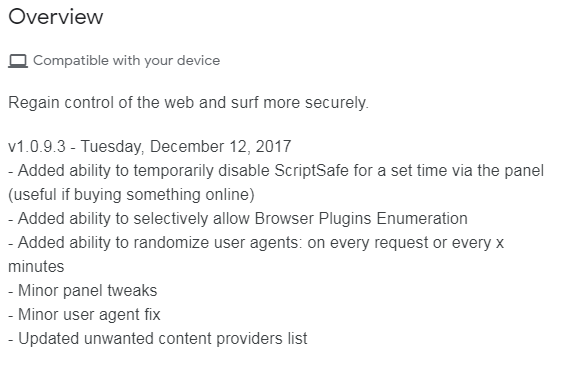 Overview
Compatible with your device
Regain control of the web and surf more securely.
v1.0.9.3 - Tuesday, December 12, 2017
- Added ability to temporarily disable ScriptSafe for a set time via the panel
(useful if buying something online)
- Added ability to selectively allow Browser Plugins Enumeration
- Added ability to randomize user agents: on every request or every x
minutes
- Minor panel tweaks
- Minor user agent fix
- Updated unwanted content providers list